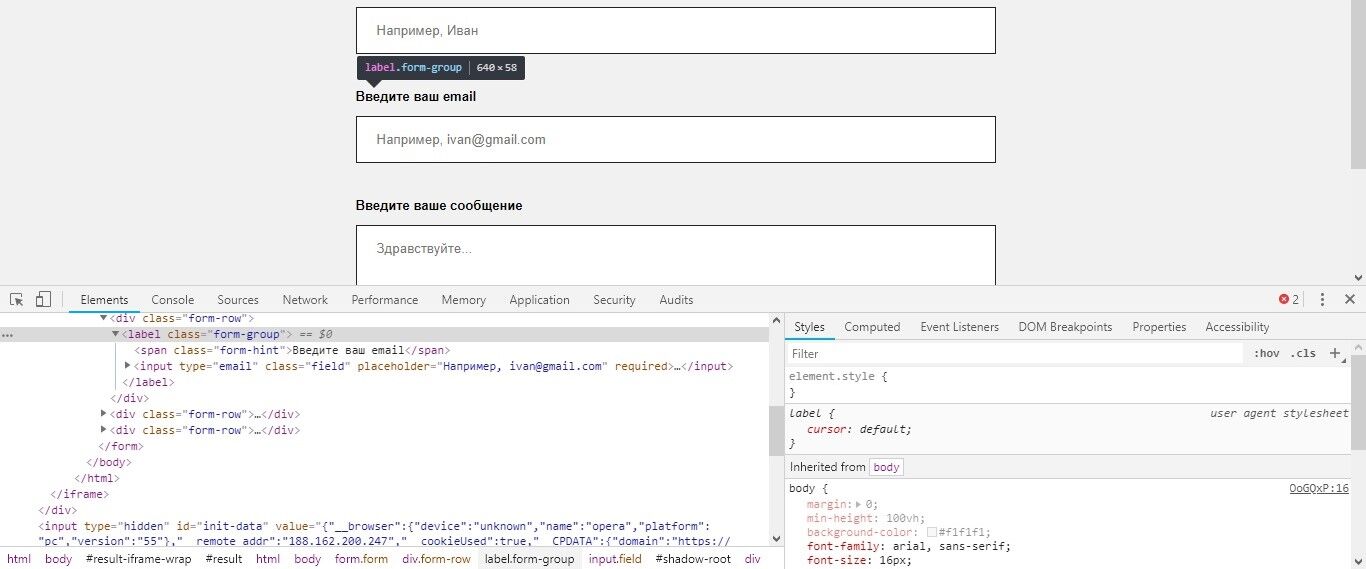 Например, Иван
label.form-group 640 × 58
Введите ваш email
Например, ivan@gmail.com
Введите ваше сообщение
Здравствуйте...
Elements Console Sources Network Performance Memory Application Security Audits 2
<div class="form-row">
<label class="form-group"> == $0
<span class="form-hint">Введите ваш email</span>
<input type="email" class="field" placeholder="Например, ivan@gmail.com" required>…</input>
</label>
</div>
<div class="form-row">…</div>
<div class="form-row">…</div>
</form>
</body>
</html>
</iframe>
</div>
<input type="hidden" id="init-data" value="{"__browser":{"device":"unknown","name":"opera","platform":
"pc","version":"55"},"__remote_addr":"188.162.200.247","__cookieUsed":true,"__CPDATA":{"domain":"https://
html body #result-iframe-wrap #result html body form.form div.form-row label.form-group input.field #shadow-root div
Styles Computed Event Listeners DOM Breakpoints Properties Accessibility
Filter :hov .cls +
element.style {
}
label { user agent stylesheet
cursor: default;
}
Inherited from body
body { OoGQxP:16
margin: 0;
min-height: 100vh;
background-color: #f1f1f1;
font-family: arial, sans-serif;
font-size: 16px;